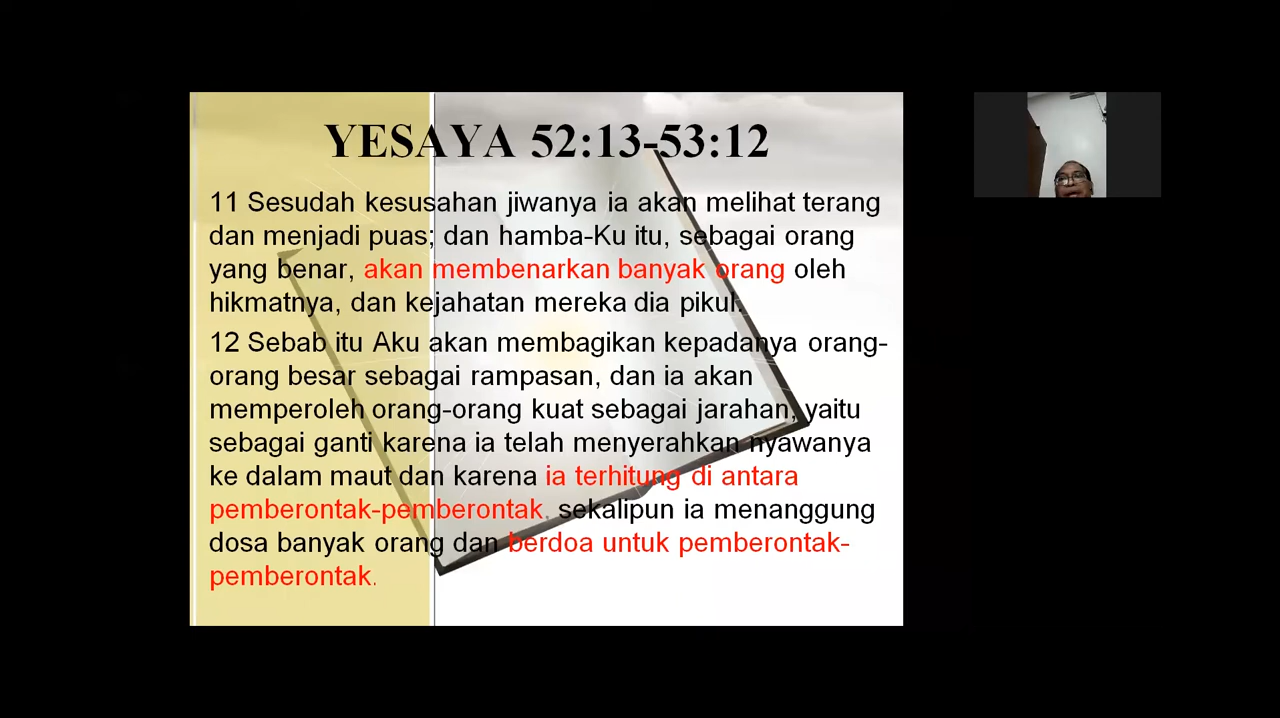 YESAYA 52:13-53:12
11 Sesudah kesusahan jiwanya ia akan melihat terang
dan menjadi puas; dan hamba-Ku itu, sebagai orang
yang benar, akan membenarkan banyak orang oleh
hikmatnya, dan kejahatan mereka dia pikul.
12 Sebab itu Aku akan membagikan kepadanya orang-
orang besar sebagai rampasan, dan ia akan
memperoleh orang-orang kuat sebagai jarahan, yaitu
sebagai ganti karena ia telah menyerahkan nyawanya
ke dalam maut dan karena ia terhitung di antara
pemberontak-pemberontak, sekalipun ia menanggung
dosa banyak orang dan berdoa untuk pemberontak-
pemberontak.